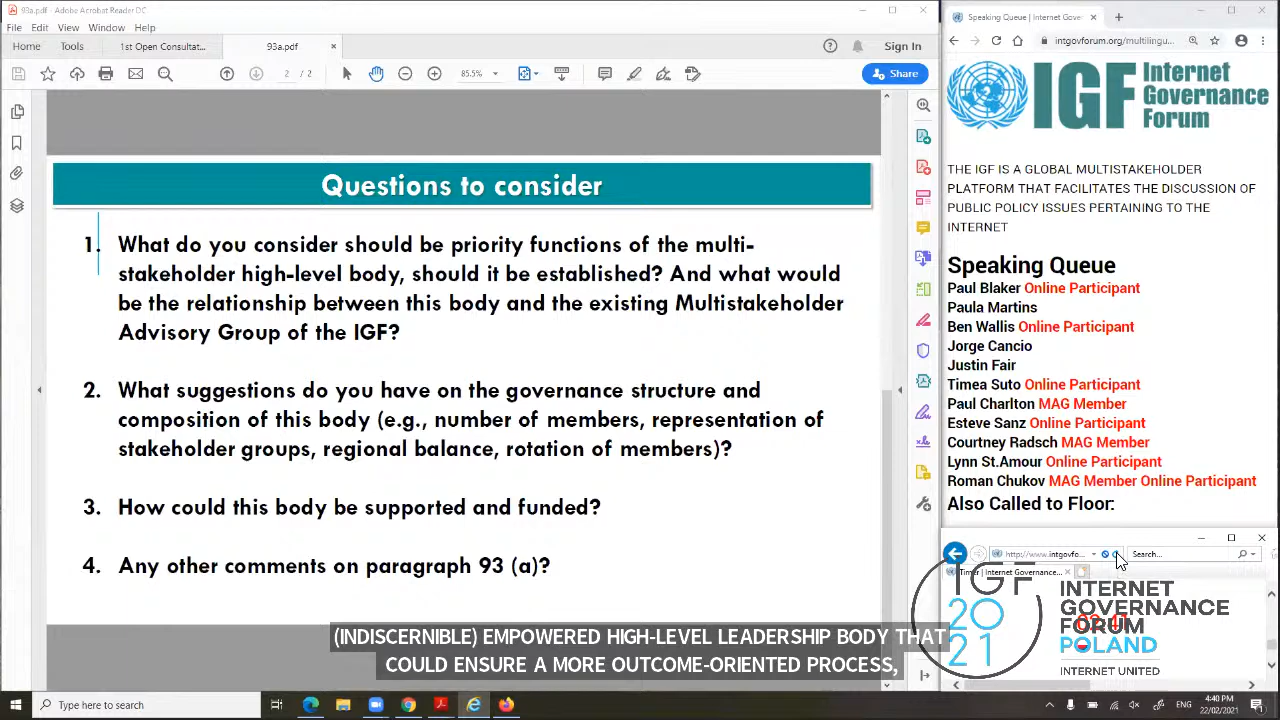 93a.pdf - Adobe Acrobat Reader DC
File Edit View Window Help
Home Tools 1st Open Consultat... 93a.pdf × Sign In
2 / 2 85.5% Share
Questions to consider
1. What do you consider should be priority functions of the multi-
stakeholder high-level body, should it be established? And what would
be the relationship between this body and the existing Multistakeholder
Advisory Group of the IGF?
2. What suggestions do you have on the governance structure and
composition of this body (e.g., number of members, representation of
stakeholder groups, regional balance, rotation of members)?
3. How could this body be supported and funded?
4. Any other comments on paragraph 93 (a)?
(INDISCERNIBLE) EMPOWERED HIGH-LEVEL LEADERSHIP BODY THAT
COULD ENSURE A MORE OUTCOME-ORIENTED PROCESS,
Speaking Queue | Internet Gover
intgovforum.org/multilingu...
IGF Internet
Governance
Forum
THE IGF IS A GLOBAL MULTISTAKEHOLDER
PLATFORM THAT FACILITATES THE DISCUSSION OF
PUBLIC POLICY ISSUES PERTAINING TO THE
INTERNET
Speaking Queue
Paul Blaker Online Participant
Paula Martins
Ben Wallis Online Participant
Jorge Cancio
Justin Fair
Timea Suto Online Participant
Paul Charlton MAG Member
Esteve Sanz Online Participant
Courtney Radsch MAG Member
Lynn St.Amour Online Participant
Roman Chukov MAG Member Online Participant
Also Called to Floor:
http://www.intgovfo... Search...
Timer | Internet Governance...
IGF
2021
INTERNET
GOVERNANCE
FORUM
POLAND
INTERNET UNITED
Type here to search
ENG 4:40 PM
22/02/2021